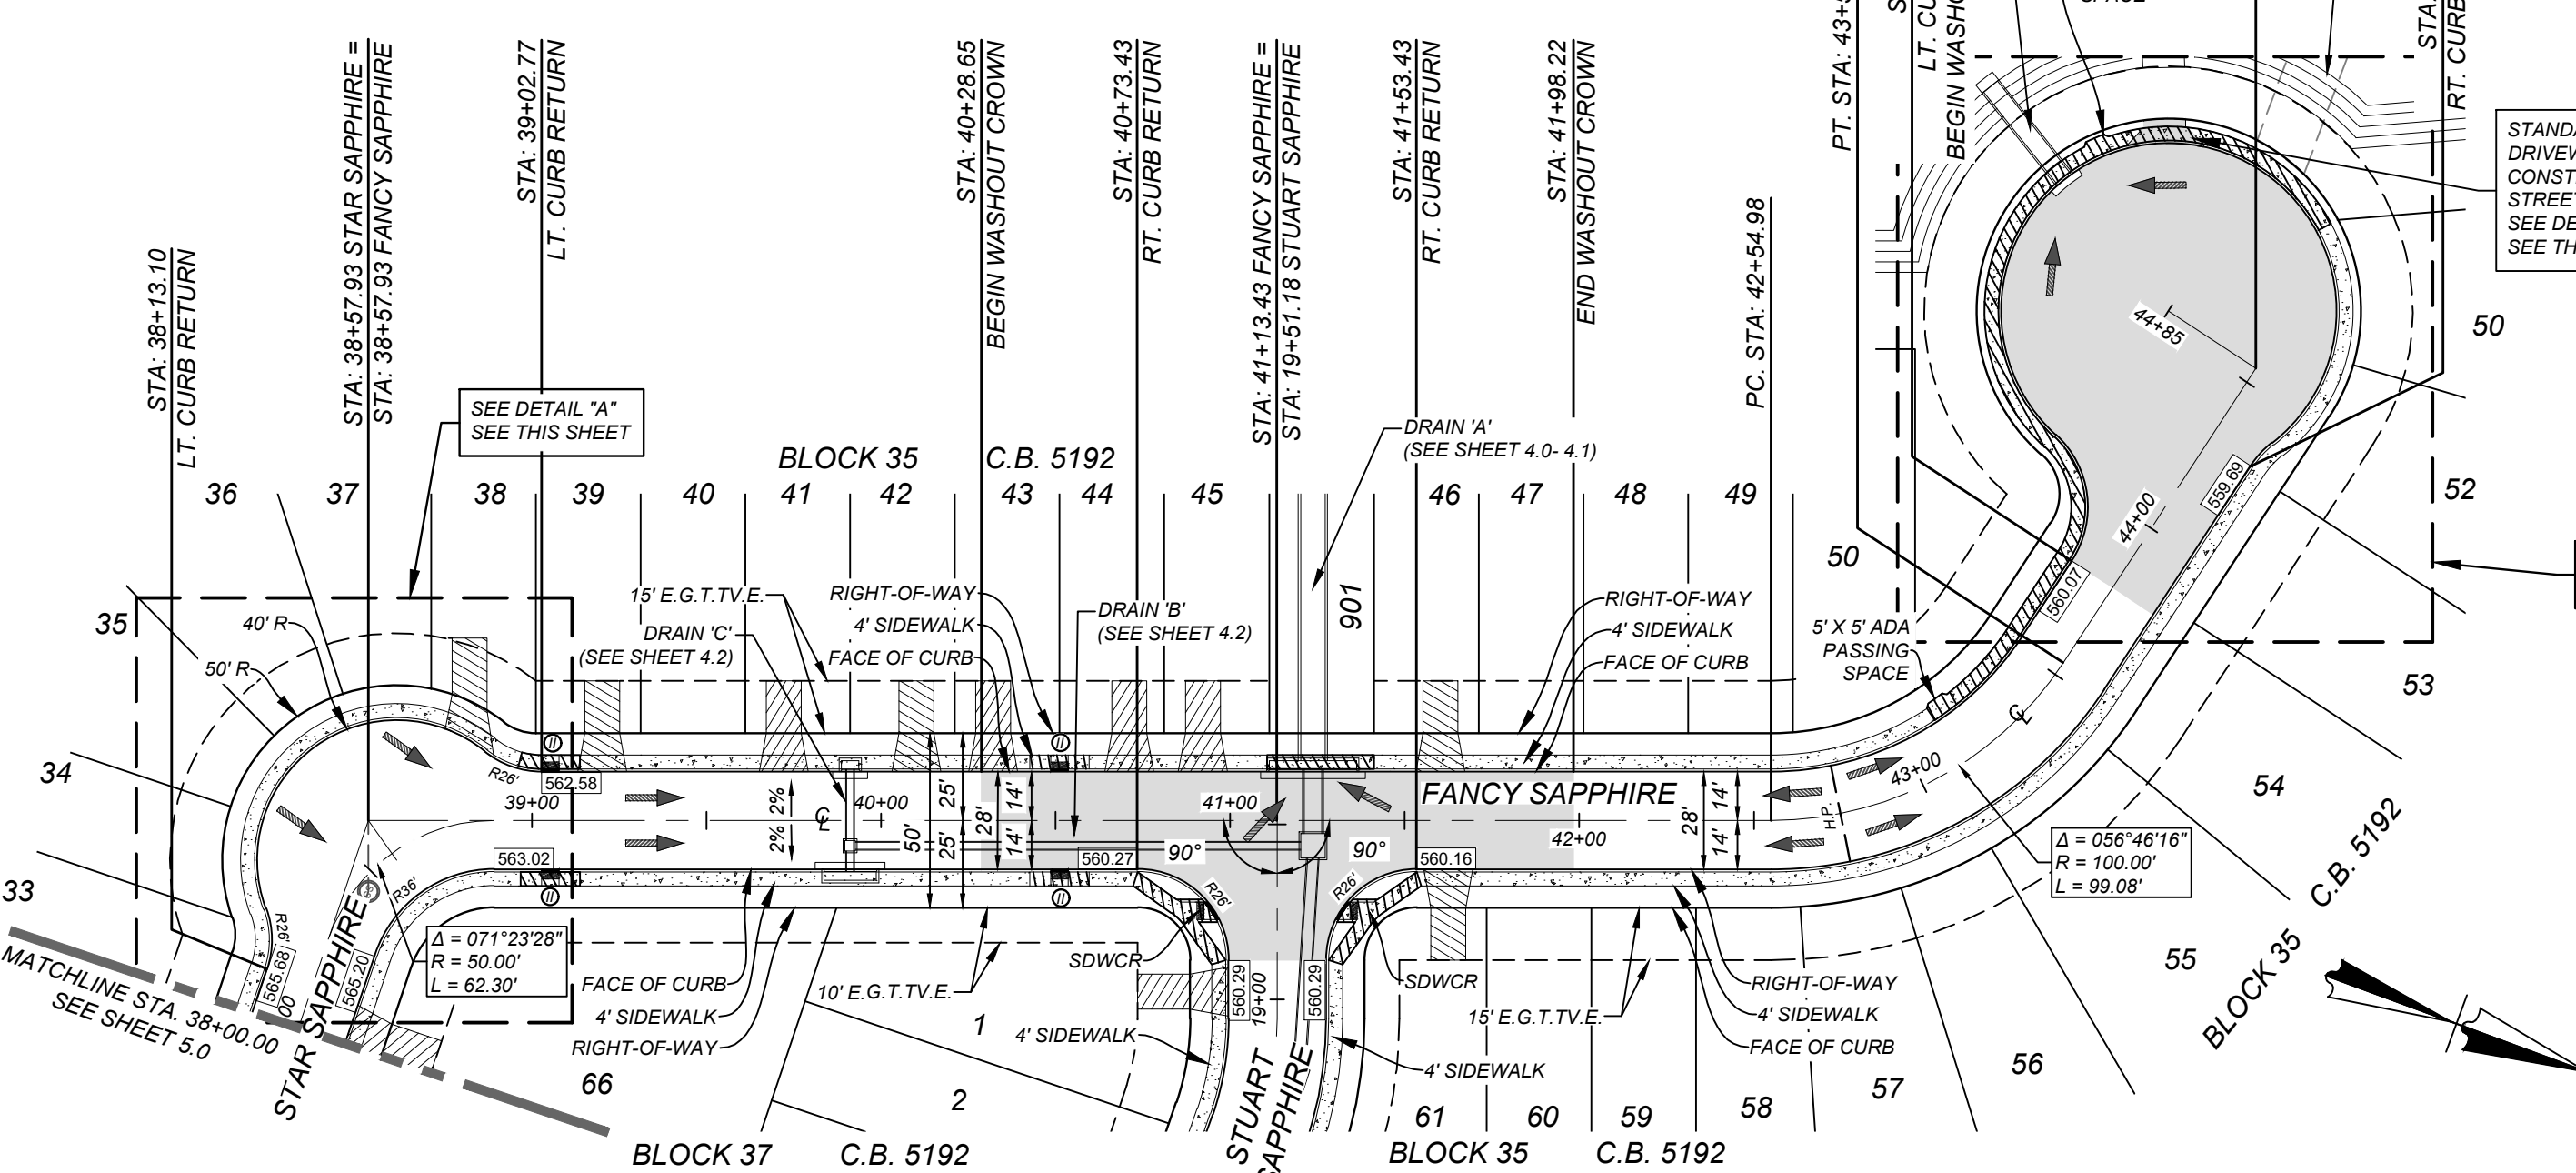 STA: 38+13.10
LT. CURB RETURN
STA: 38+57.93 STAR SAPPHIRE =
STA: 38+57.93 FANCY SAPPHIRE
STA: 39+02.77
LT. CURB RETURN
STA: 40+28.65
BEGIN WASHOUT CROWN
STA: 40+73.43
RT. CURB RETURN
STA: 41+13.43 FANCY SAPPHIRE =
STA: 19+51.18 STUART SAPPHIRE
STA: 41+53.43
RT. CURB RETURN
STA: 41+98.22
END WASHOUT CROWN
PC. STA: 42+54.98
PT. STA: 43+
LT. CU
BEGIN WASHO
STA
RT. CURB
STANDA
DRIVEW
CONST
STREET
SEE DE
SEE TH
SEE DETAIL "A"
SEE THIS SHEET
DRAIN 'A'
(SEE SHEET 4.0- 4.1)
BLOCK 35
C.B. 5192
36
37
38
39
40
41
42
43
44
45
46
47
48
49
50
50
52
53
54
55
56
57
58
59
60
61
35
34
33
66
1
2
901
44+85
44+00
559.69
560.07
40' R
50' R
15' E.G.T.TV.E.
DRAIN 'C'
(SEE SHEET 4.2)
RIGHT-OF-WAY
4' SIDEWALK
FACE OF CURB
DRAIN 'B'
(SEE SHEET 4.2)
RIGHT-OF-WAY
4' SIDEWALK
FACE OF CURB
5' X 5' ADA
PASSING
SPACE
R26'
562.58
39+00
2%
2%
40+00
25'
25'
50'
28'
14'
14'
41+00
FANCY SAPPHIRE
42+00
28'
14'
14'
H.P.
43+00
563.02
560.27
90°
90°
560.16
R26'
R26'
R36'
R26'
565.68
565.20
STAR SAPPHIRE
MATCHLINE STA. 38+00.00
SEE SHEET 5.0
Δ = 071°23'28"
R = 50.00'
L = 62.30'
FACE OF CURB
4' SIDEWALK
RIGHT-OF-WAY
10' E.G.T.TV.E.
SDWCR
4' SIDEWALK
560.29
19+00
560.29
SDWCR
4' SIDEWALK
15' E.G.T.TV.E.
RIGHT-OF-WAY
4' SIDEWALK
FACE OF CURB
Δ = 056°46'16"
R = 100.00'
L = 99.08'
STUART
SAPPHIRE
BLOCK 37
C.B. 5192
BLOCK 35
C.B. 5192
BLOCK 35
C.B. 5192